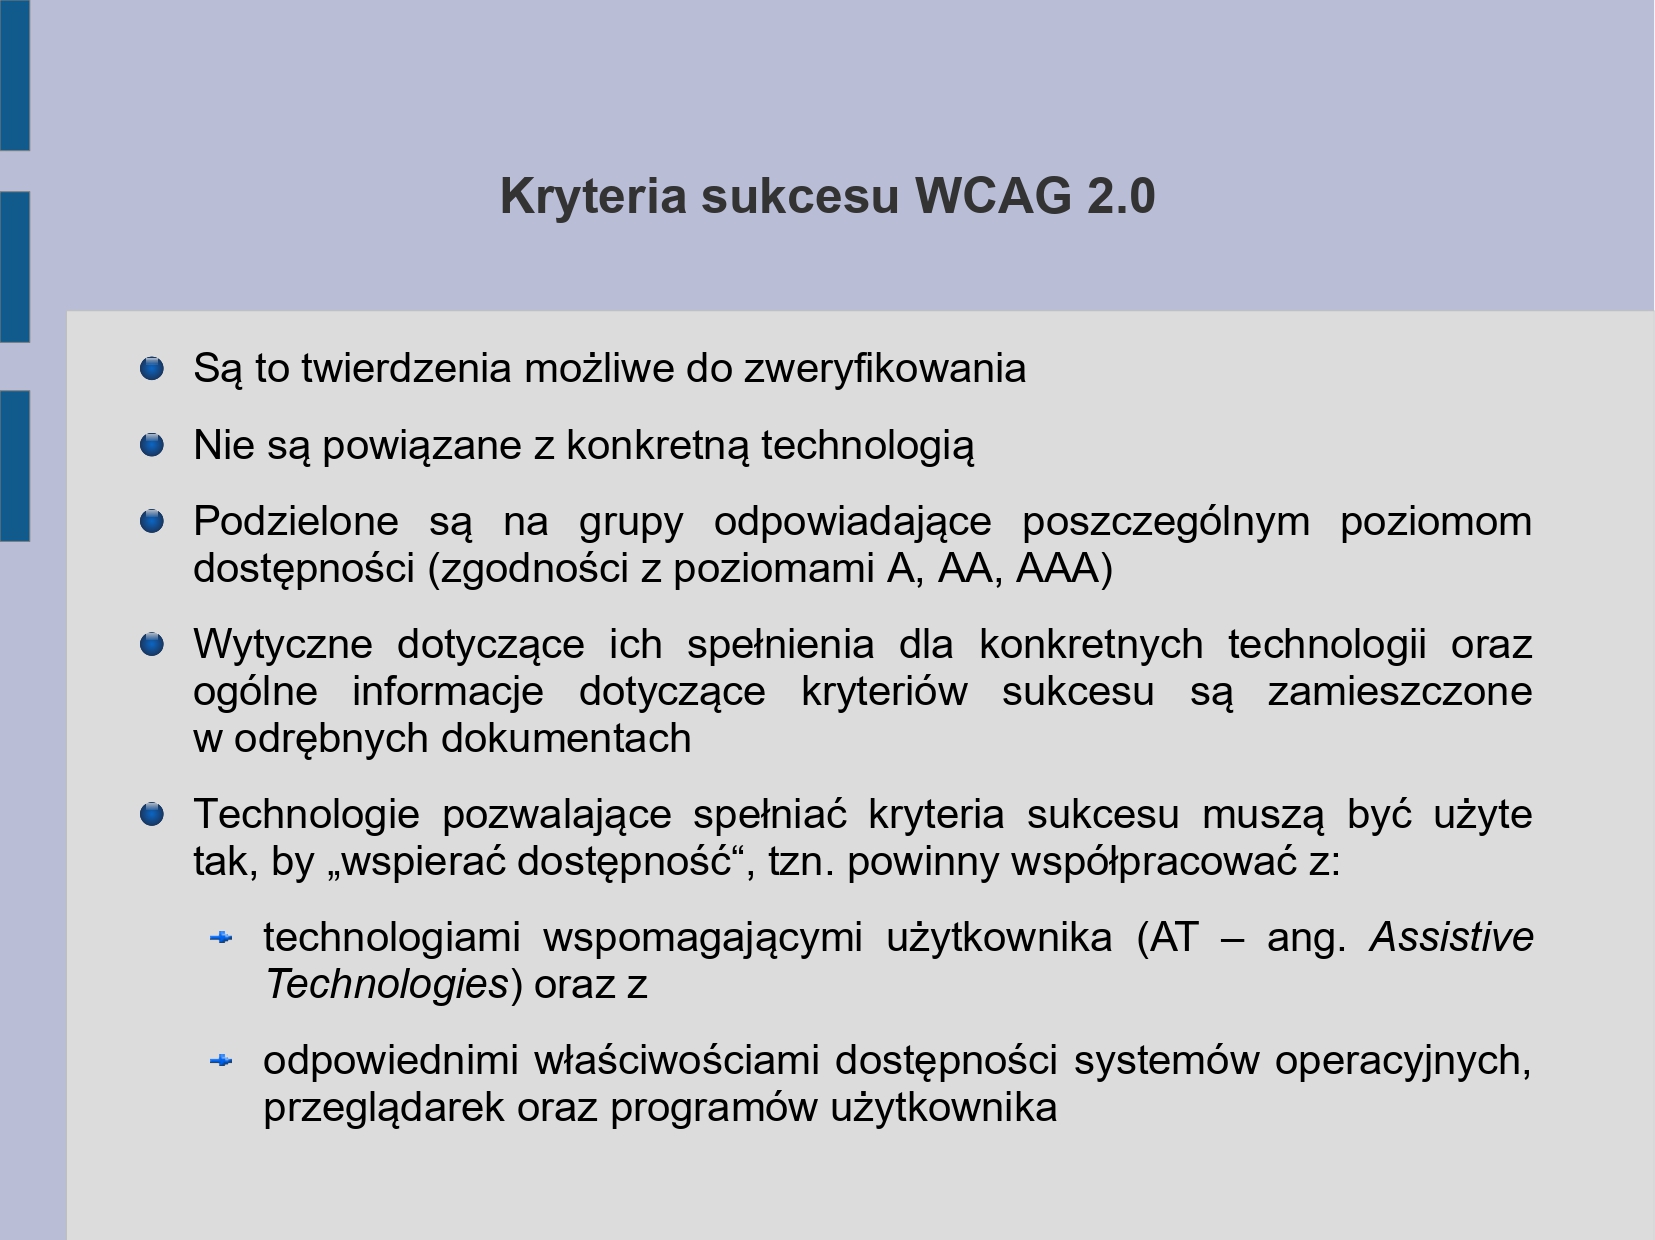 Kryteria sukcesu WCAG 2.0
Są to twierdzenia możliwe do zweryfikowania
Nie są powiązane z konkretną technologią
Podzielone są na grupy odpowiadające poszczególnym poziomom
dostępności (zgodności z poziomami A, AA, AAA)
Wytyczne dotyczące ich spełnienia dla konkretnych technologii oraz
ogólne informacje dotyczące kryteriów sukcesu są zamieszczone
w odrębnych dokumentach
Technologie pozwalające spełniać kryteria sukcesu muszą być użyte
tak, by „wspierać dostępność“, tzn. powinny współpracować z:
technologiami wspomagającymi użytkownika (AT – ang. Assistive
Technologies) oraz z
odpowiednimi właściwościami dostępności systemów operacyjnych,
przeglądarek oraz programów użytkownika